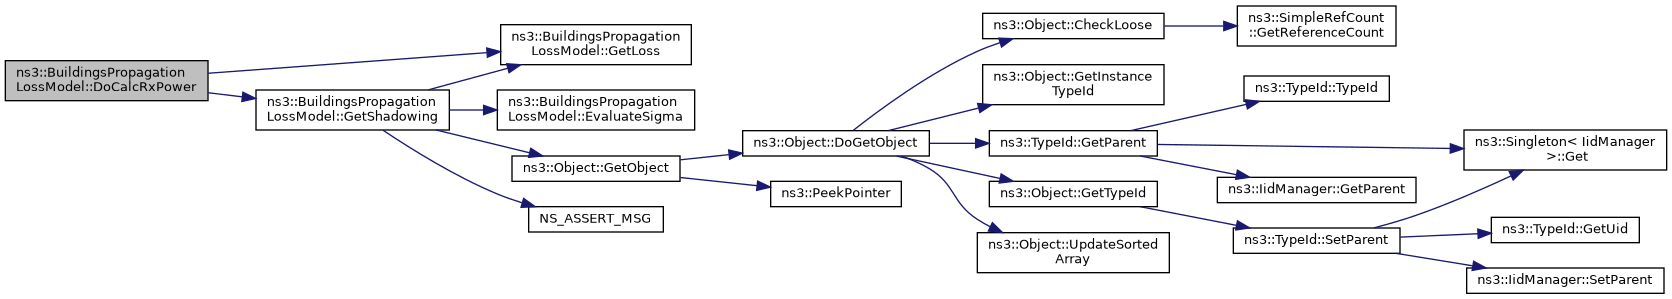 ns3::BuildingsPropagation
LossModel::DoCalcRxPower
ns3::BuildingsPropagation
LossModel::GetLoss
ns3::BuildingsPropagation
LossModel::GetShadowing
ns3::BuildingsPropagation
LossModel::EvaluateSigma
ns3::Object::GetObject
NS_ASSERT_MSG
ns3::Object::DoGetObject
ns3::PeekPointer
ns3::Object::CheckLoose
ns3::Object::GetInstance
TypeId
ns3::TypeId::GetParent
ns3::Object::GetTypeId
ns3::Object::UpdateSorted
Array
ns3::SimpleRefCount
::GetReferenceCount
ns3::TypeId::TypeId
ns3::IidManager::GetParent
ns3::TypeId::SetParent
ns3::Singleton< IidManager
>::Get
ns3::TypeId::GetUid
ns3::IidManager::SetParent